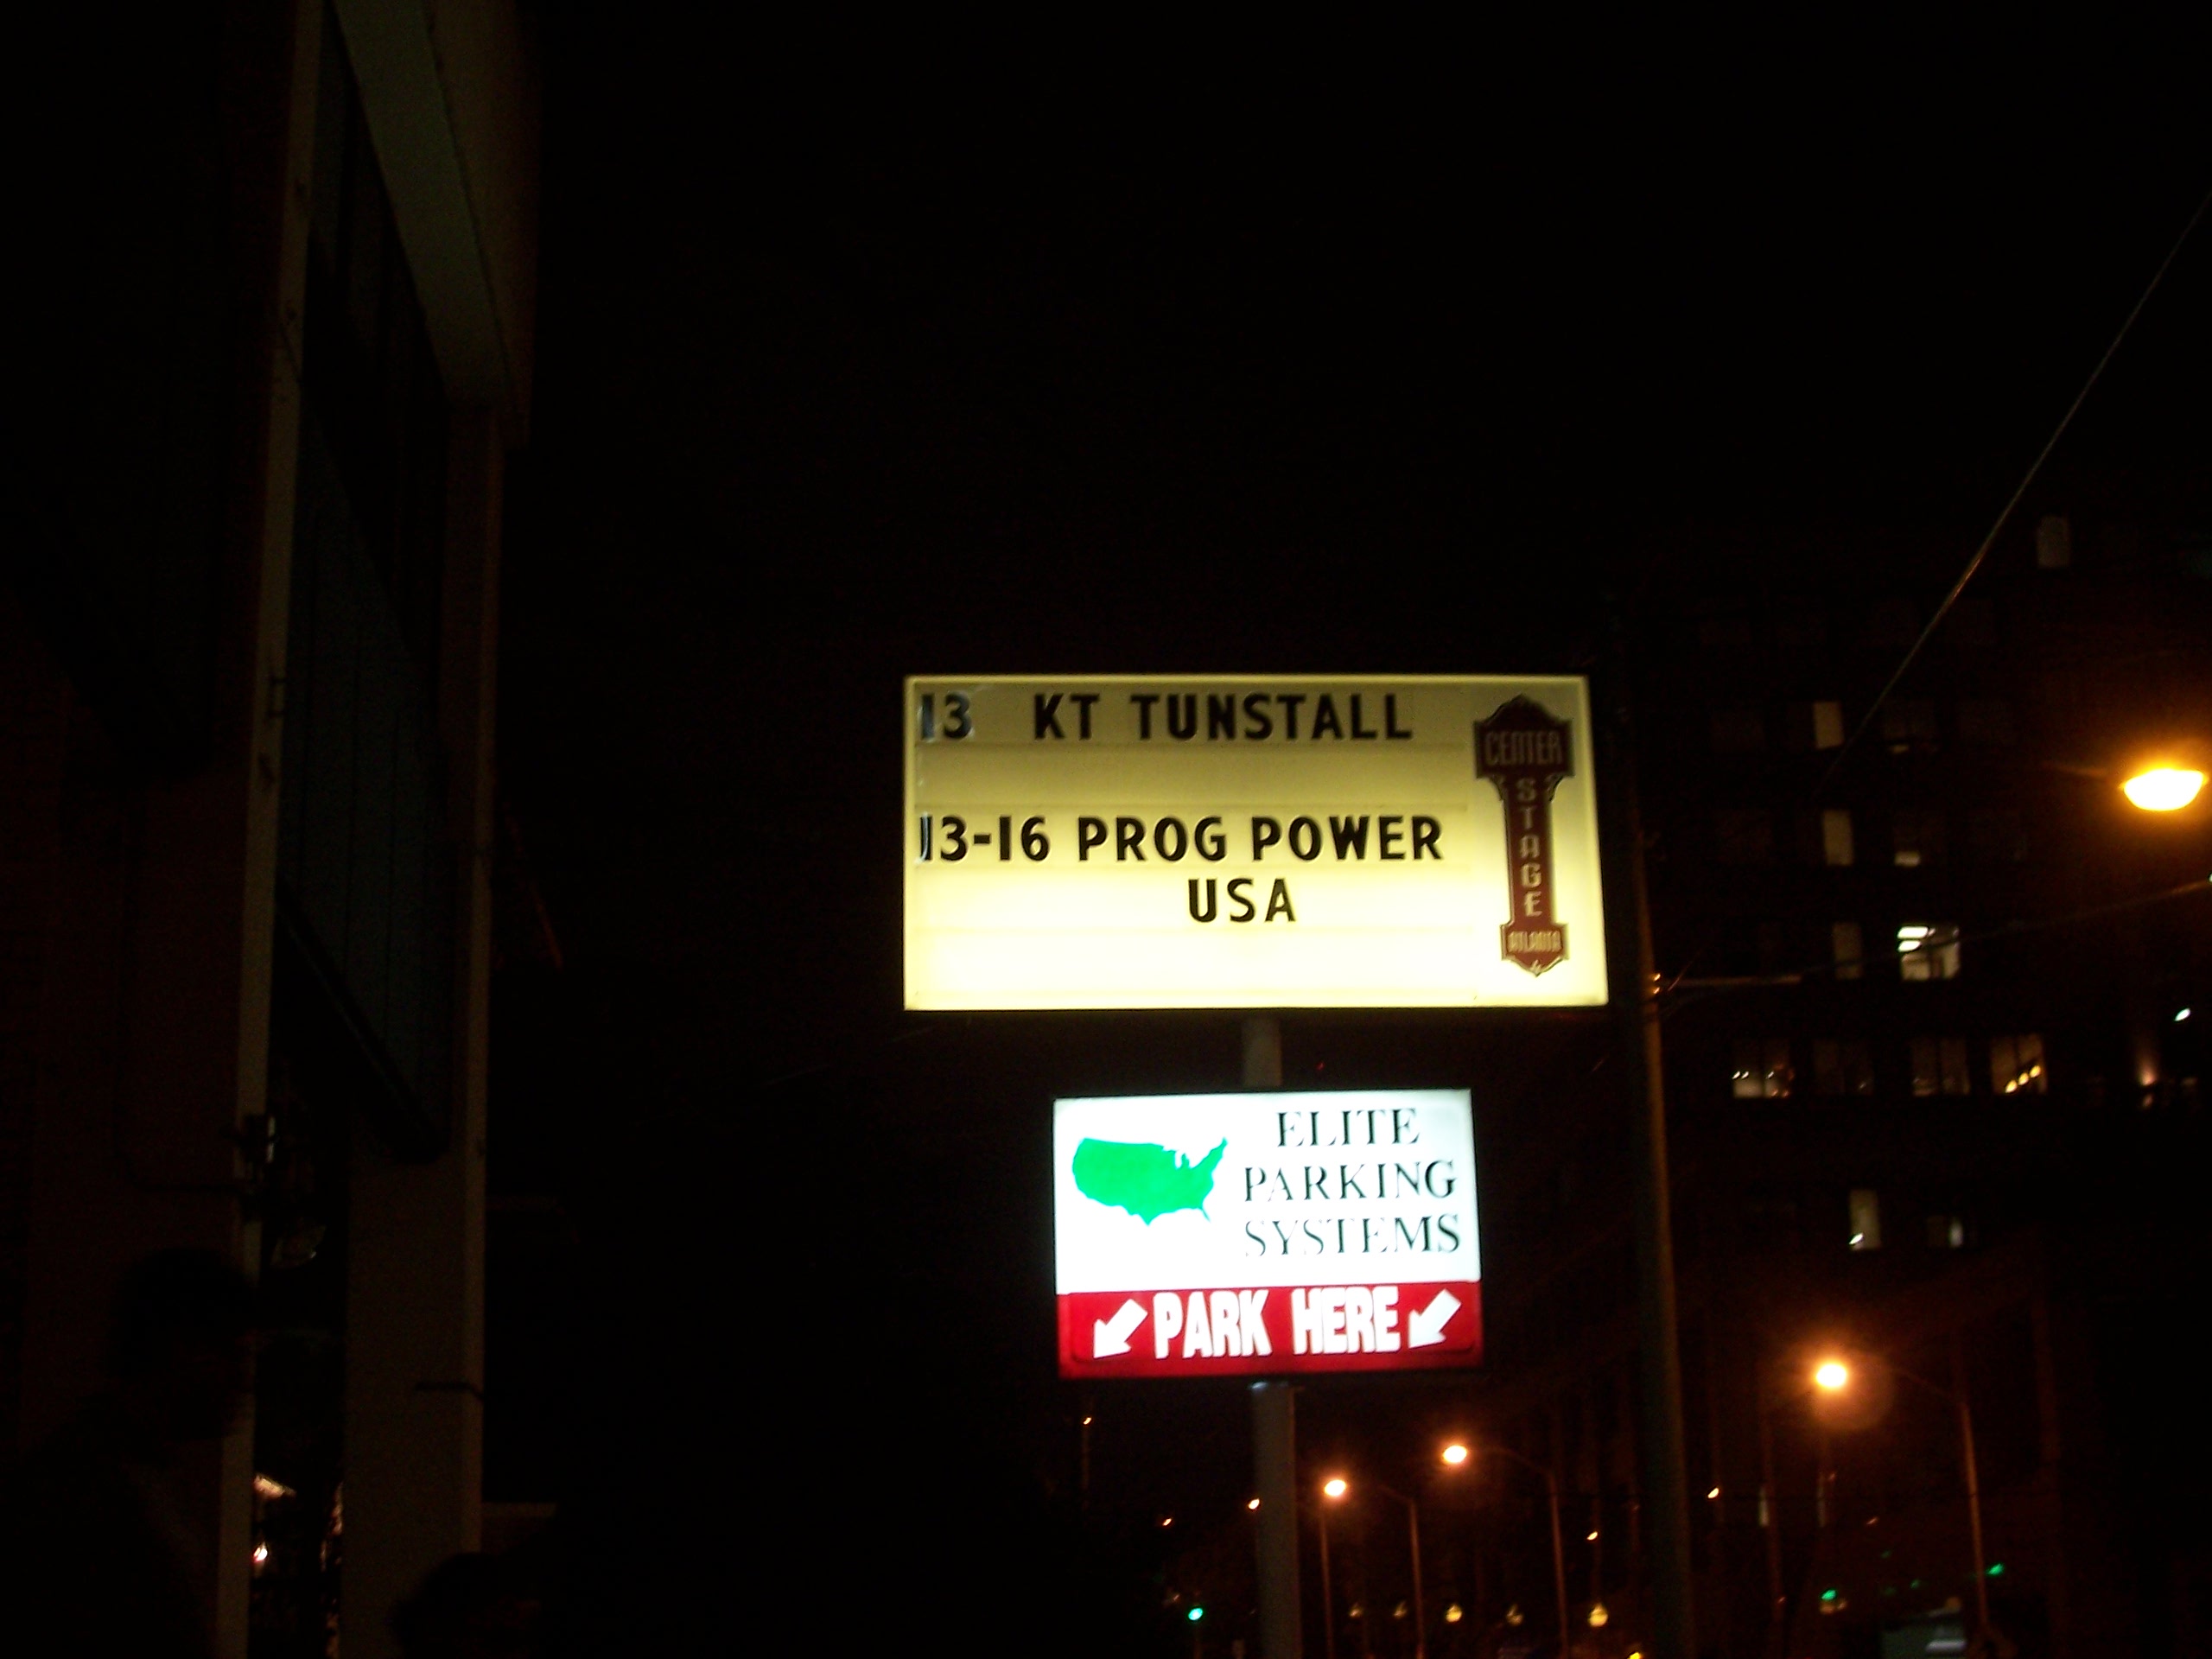 13 KT TUNSTALL
13-16 PROG POWER
USA
CENTER
STAGE
ATLANTA
ELITE
PARKING
SYSTEMS
PARK HERE